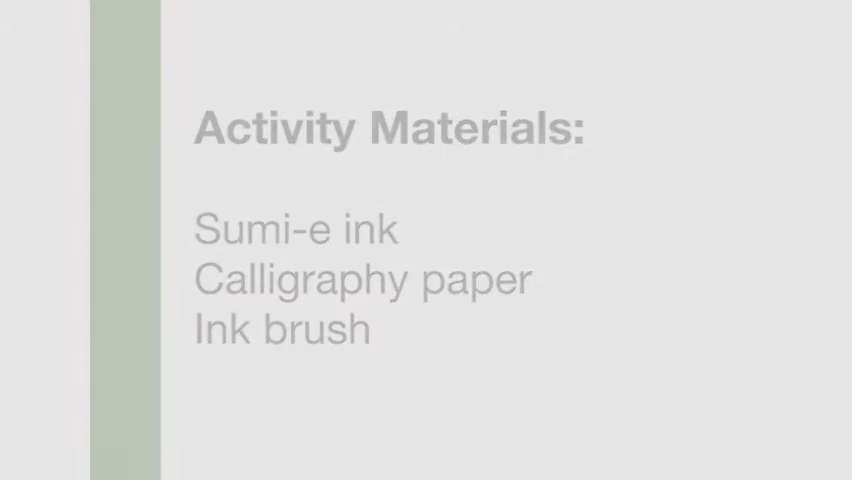 Activity Materials:
Sumi-e ink
Calligraphy paper
Ink brush